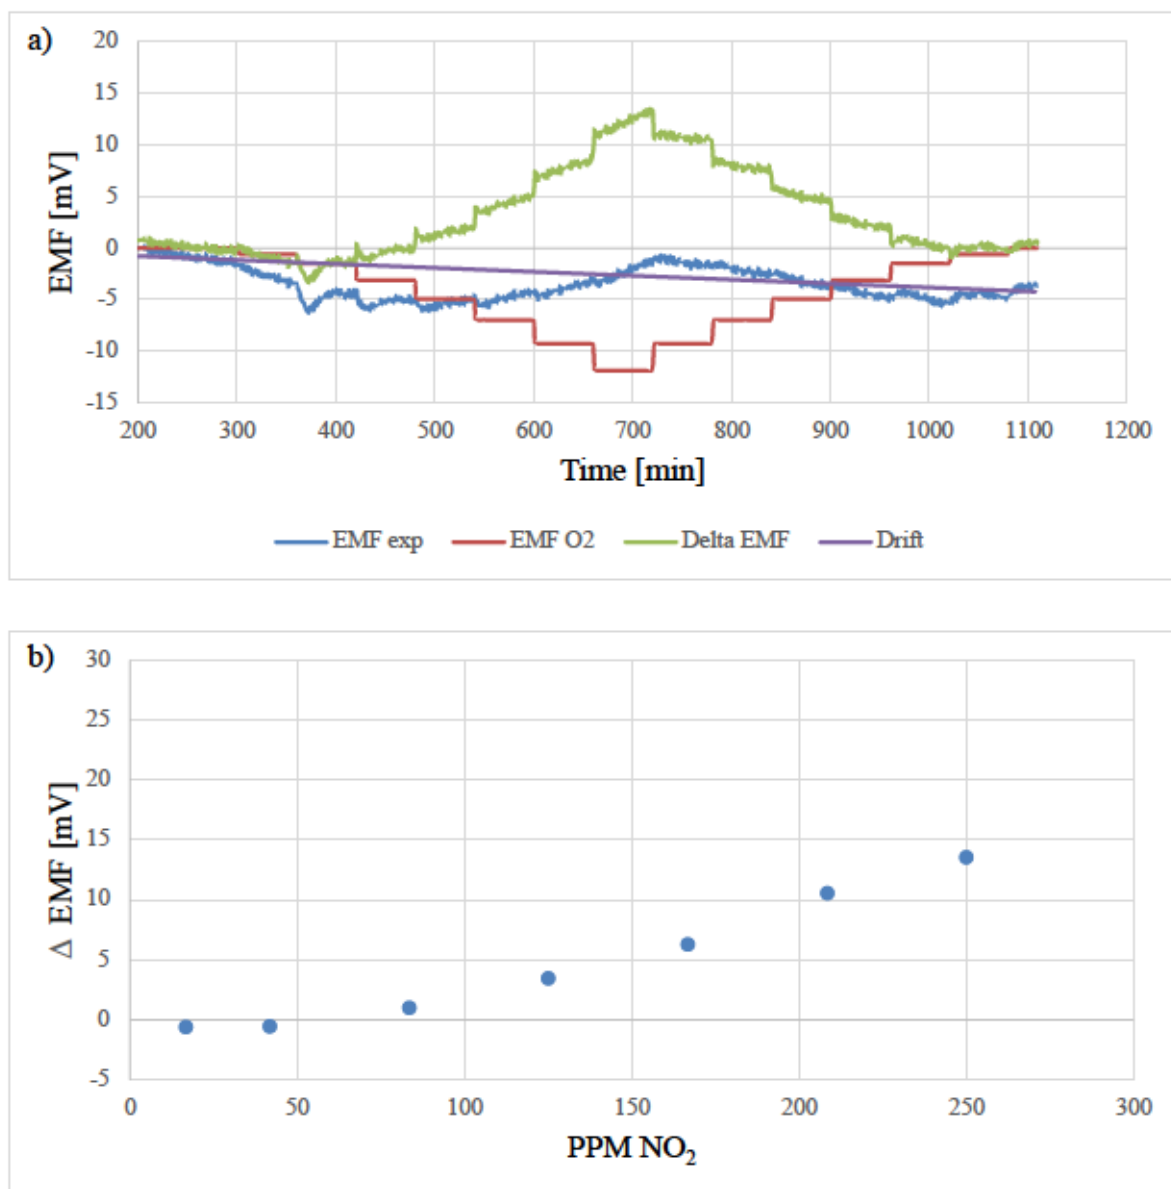 a)
20
15
10
5
0
-5
-10
-15
EMF [mV]
200 300 400 500 600 700 800 900 1000 1100 1200
Time [min]
EMF exp EMF O2 Delta EMF Drift
b)
30
25
20
15
10
5
0
-5
Δ EMF [mV]
0 50 100 150 200 250 300
PPM NO₂